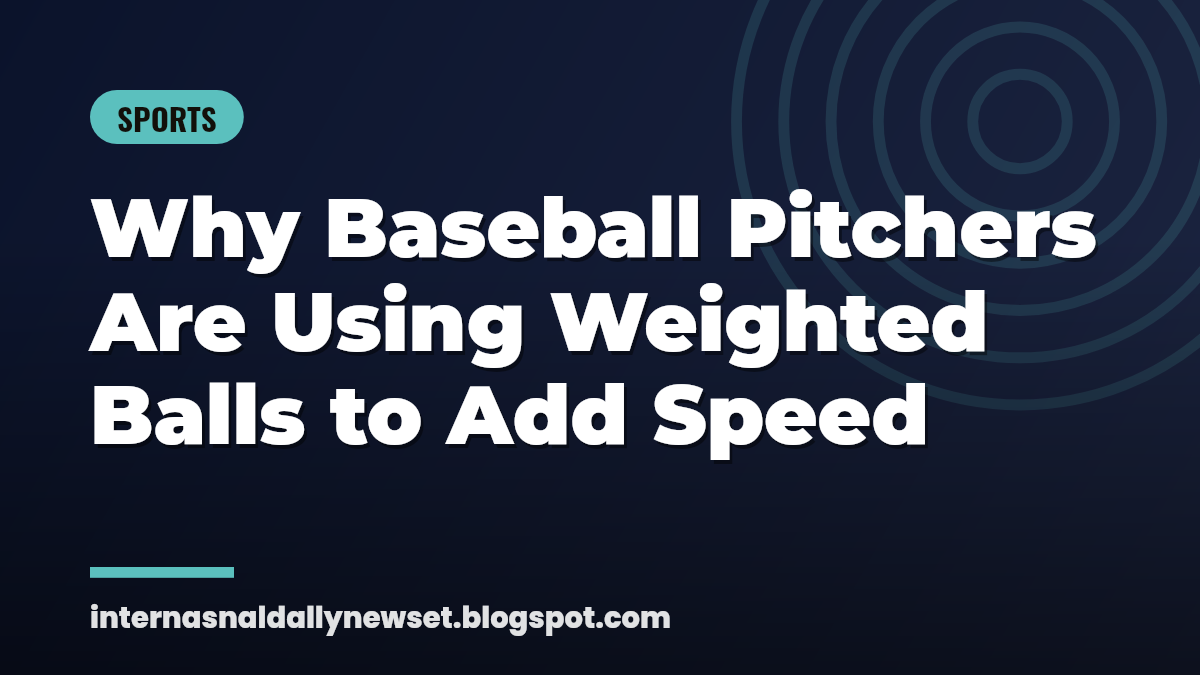 SPORTS
Why Baseball Pitchers
Are Using Weighted
Balls to Add Speed
internasnaldallynewset.blogspot.com